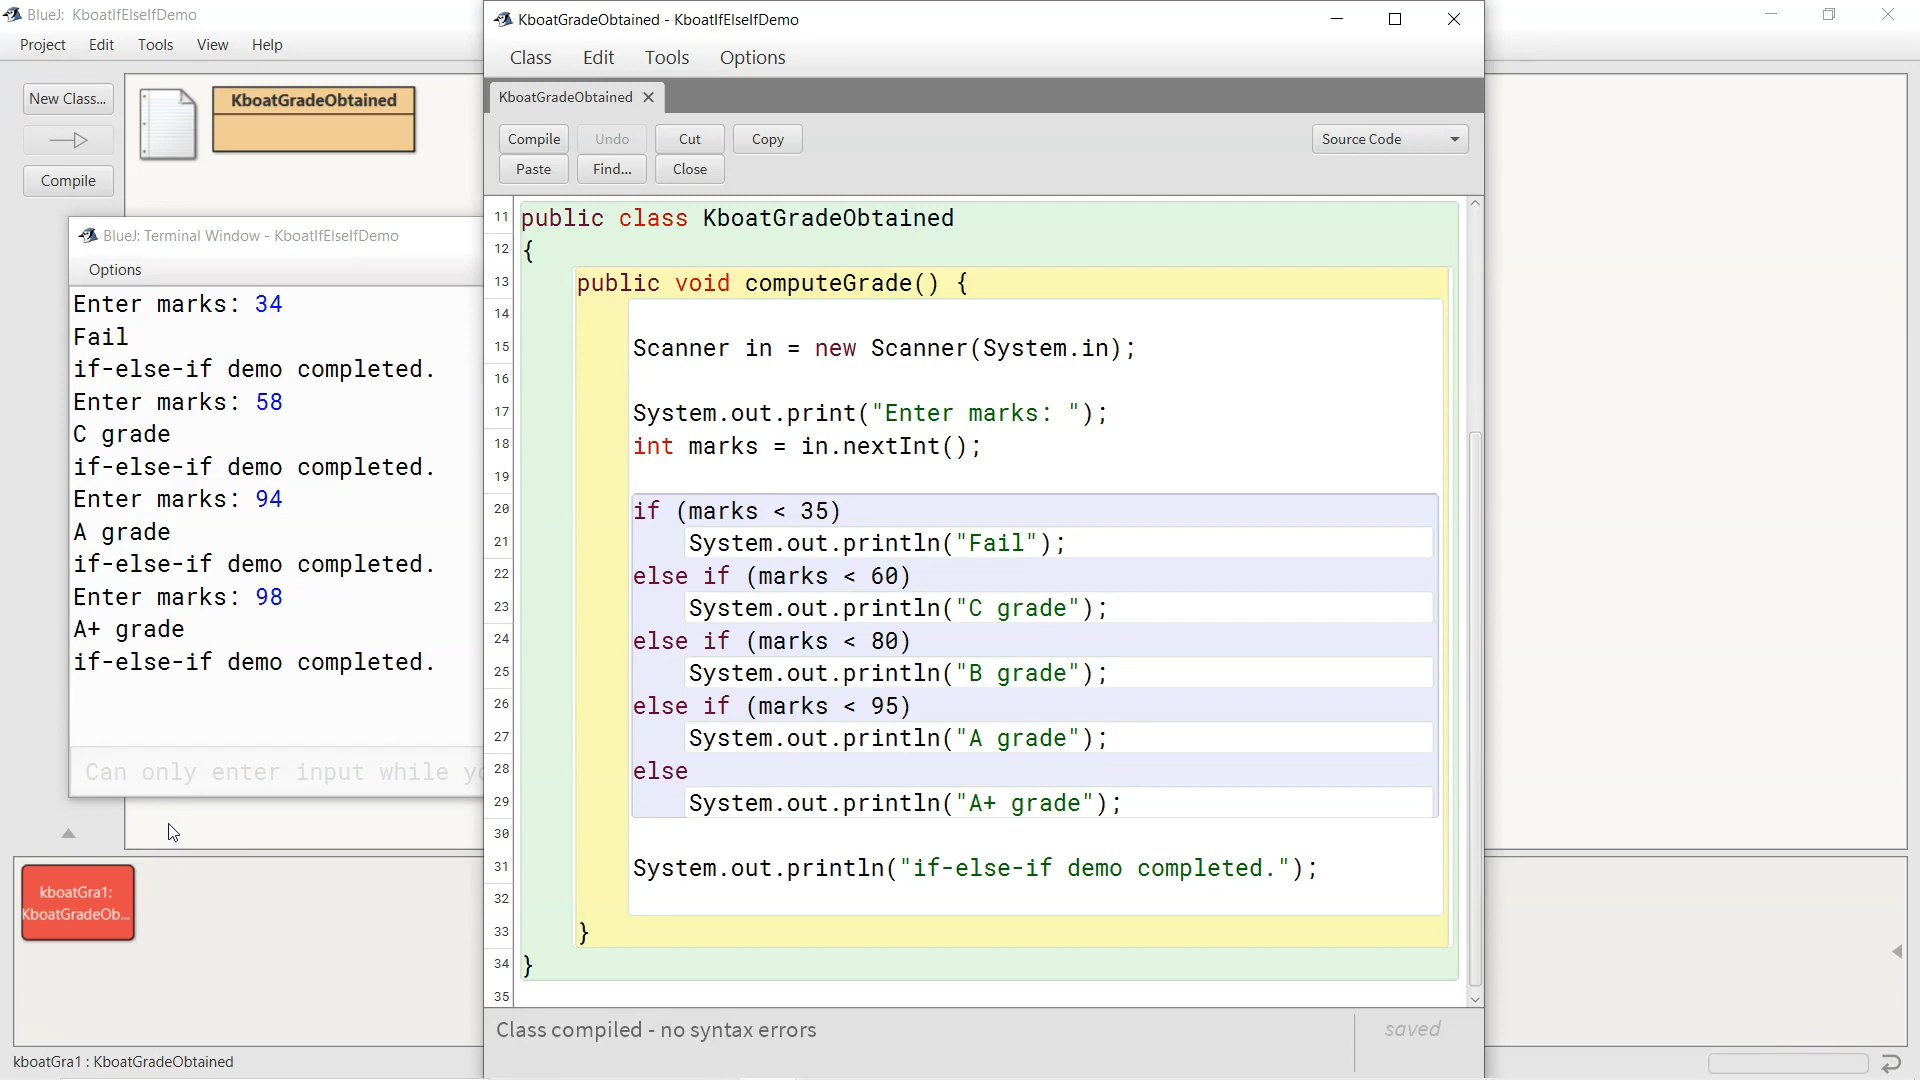 BlueJ: KboatIfElseIfDemo
Project Edit Tools View Help
New Class...
Compile
KboatGradeObtained
BlueJ: Terminal Window - KboatIfElseIfDemo
Options
Enter marks: 34
Fail
if-else-if demo completed.
Enter marks: 58
C grade
if-else-if demo completed.
Enter marks: 94
A grade
if-else-if demo completed.
Enter marks: 98
A+ grade
if-else-if demo completed.
Can only enter input while yo
kboatGra1:
KboatGradeOb...
kboatGra1 : KboatGradeObtained
KboatGradeObtained - KboatIfElseIfDemo
Class Edit Tools Options
KboatGradeObtained
Compile Undo Cut Copy
Paste Find... Close
Source Code
11 public class KboatGradeObtained
12 {
13 public void computeGrade() {
14
15 Scanner in = new Scanner(System.in);
16
17 System.out.print("Enter marks: ");
18 int marks = in.nextInt();
19
20 if (marks < 35)
21 System.out.println("Fail");
22 else if (marks < 60)
23 System.out.println("C grade");
24 else if (marks < 80)
25 System.out.println("B grade");
26 else if (marks < 95)
27 System.out.println("A grade");
28 else
29 System.out.println("A+ grade");
30
31 System.out.println("if-else-if demo completed.");
32
33 }
34 }
35
Class compiled - no syntax errors
saved